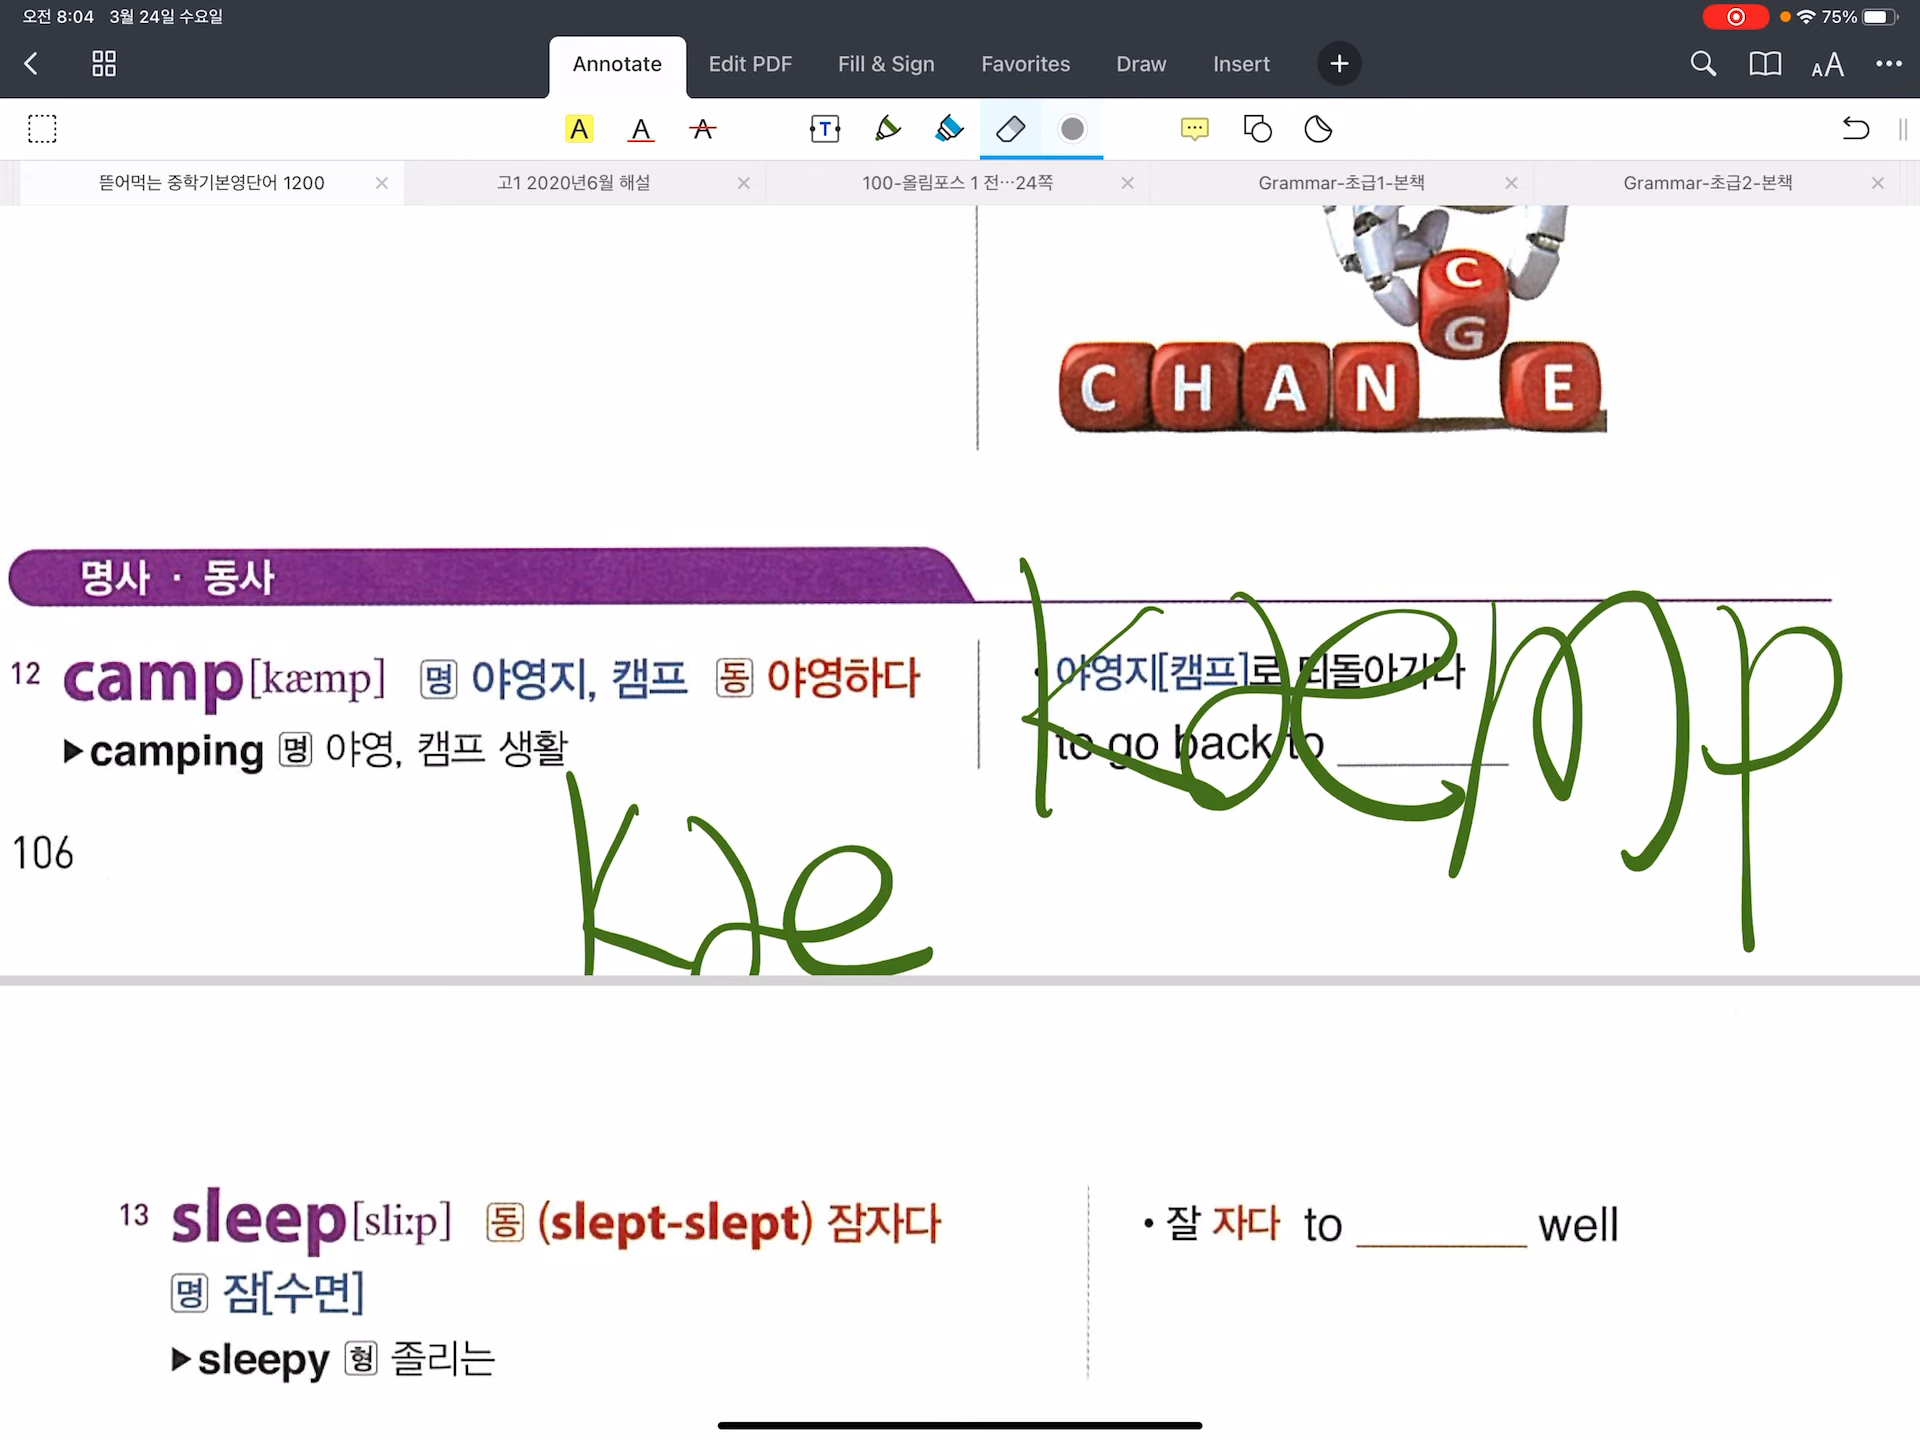 오전 8:04 3월 24일 수요일 75%
Annotate Edit PDF Fill & Sign Favorites Draw Insert
뜯어먹는 중학기본영단어 1200 고1 2020년6월 해설 100-올림포스 1 전…24쪽 Grammar-초급1-본책 Grammar-초급2-본책
C
G
C H A N E
명사 · 동사
12 camp[kæmp] 명 야영지, 캠프 동 야영하다
▶camping 명 야영, 캠프 생활
• 야영지[캠프]로 되돌아가다
to go back to
kæmp
kæ
106
13 sleep[sliːp] 동 (slept-slept) 잠자다
명 잠[수면]
▶sleepy 형 졸리는
• 잘 자다 to ________ well